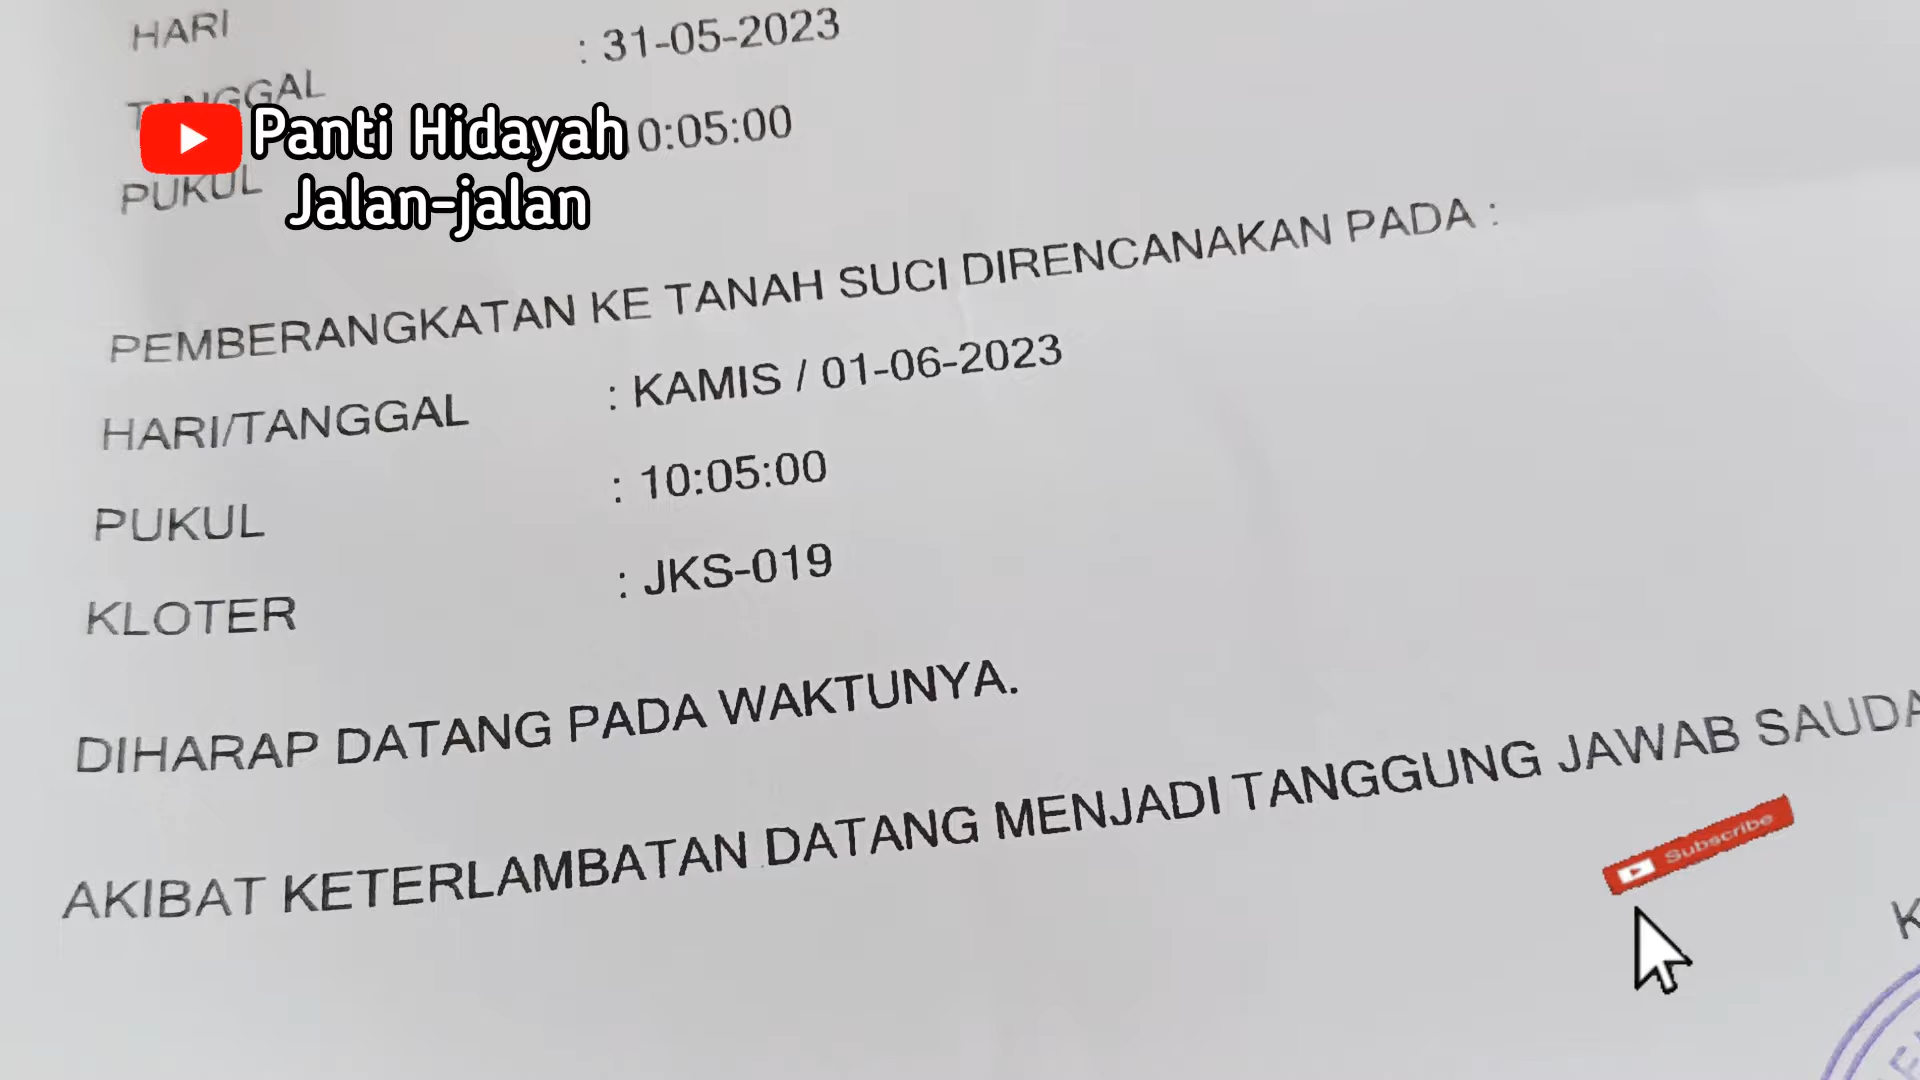 HARI
: 31-05-2023
TANGGAL
Panti Hidayah
0:05:00
PUKUL
Jalan-jalan
PEMBERANGKATAN KE TANAH SUCI DIRENCANAKAN PADA :
HARI/TANGGAL : KAMIS / 01-06-2023
PUKUL : 10:05:00
KLOTER : JKS-019
DIHARAP DATANG PADA WAKTUNYA.
AKIBAT KETERLAMBATAN DATANG MENJADI TANGGUNG JAWAB SAUDA
Subscribe
K